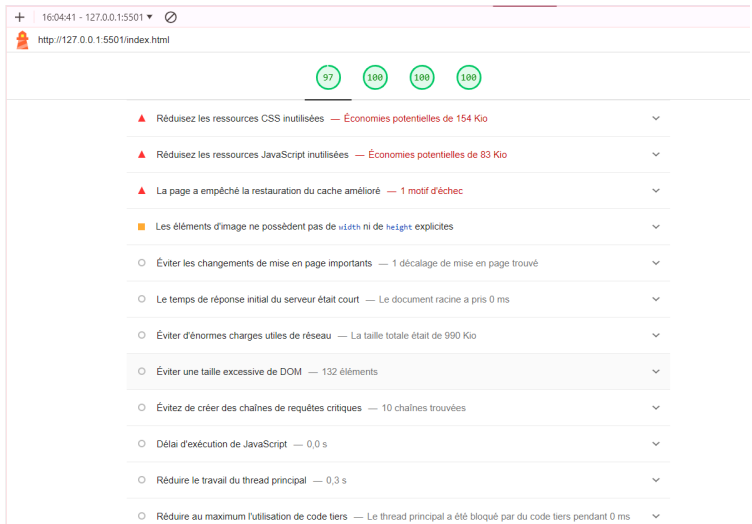 16:04:41 - 127.0.0.1:5501
http://127.0.0.1:5501/index.html
97 100 100 100
Réduisez les ressources CSS inutilisées — Économies potentielles de 154 Kio
Réduisez les ressources JavaScript inutilisées — Économies potentielles de 83 Kio
La page a empêché la restauration du cache amélioré — 1 motif d'échec
Les éléments d'image ne possèdent pas de width ni de height explicites
Éviter les changements de mise en page importants — 1 décalage de mise en page trouvé
Le temps de réponse initial du serveur était court — Le document racine a pris 0 ms
Éviter d'énormes charges utiles de réseau — La taille totale était de 990 Kio
Éviter une taille excessive de DOM — 132 éléments
Évitez de créer des chaînes de requêtes critiques — 10 chaînes trouvées
Délai d'exécution de JavaScript — 0,0 s
Réduire le travail du thread principal — 0,3 s
Réduire au maximum l'utilisation de code tiers — Le thread principal a été bloqué par du code tiers pendant 0 ms